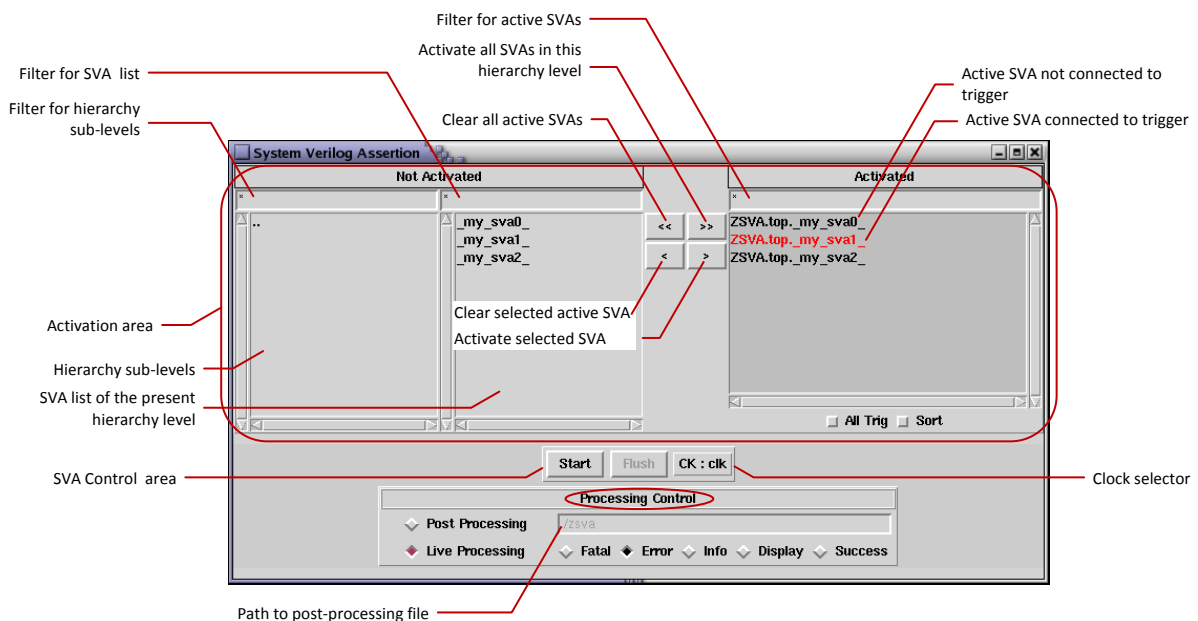 Filter for active SVAs
Activate all SVAs in this
hierarchy level
Filter for SVA list
Active SVA not connected to
trigger
Filter for hierarchy
sub-levels
Clear all active SVAs
Active SVA connected to trigger
System Verilog Assertion
Not Activated
Activated
*
*
*
..
_my_sva0_
_my_sva1_
_my_sva2_
<<
>>
<
>
ZSVA.top._my_sva0_
ZSVA.top._my_sva1_
ZSVA.top._my_sva2_
Clear selected active SVA
Activate selected SVA
Activation area
Hierarchy sub-levels
SVA list of the present
hierarchy level
All Trig
Sort
SVA Control area
Start
Flush
CK : clk
Clock selector
Processing Control
Post Processing
./zsva
Live Processing
Fatal
Error
Info
Display
Success
Path to post-processing file